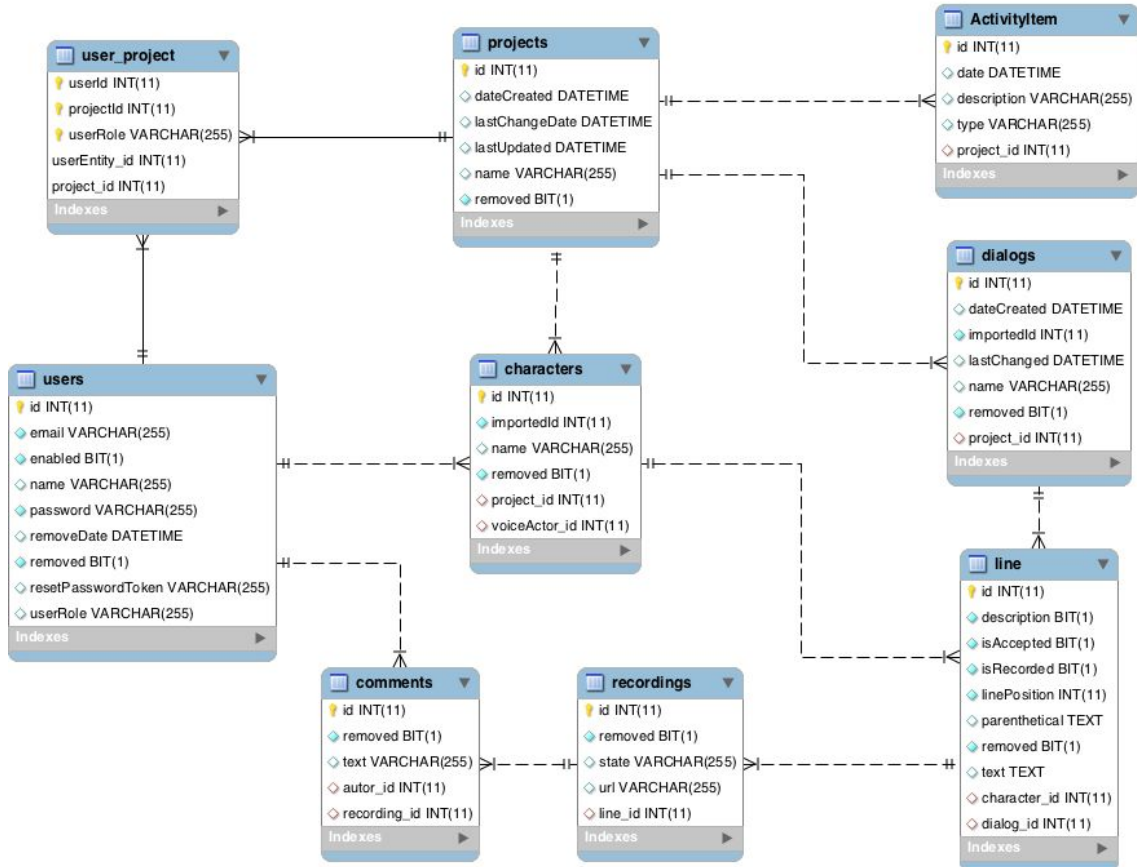 user_project
userId INT(11)
projectId INT(11)
userRole VARCHAR(255)
userEntity_id INT(11)
project_id INT(11)
Indexes
projects
id INT(11)
dateCreated DATETIME
lastChangeDate DATETIME
lastUpdated DATETIME
name VARCHAR(255)
removed BIT(1)
Indexes
ActivityItem
id INT(11)
date DATETIME
description VARCHAR(255)
type VARCHAR(255)
project_id INT(11)
Indexes
dialogs
id INT(11)
dateCreated DATETIME
importedId INT(11)
lastChanged DATETIME
name VARCHAR(255)
removed BIT(1)
project_id INT(11)
Indexes
users
id INT(11)
email VARCHAR(255)
enabled BIT(1)
name VARCHAR(255)
password VARCHAR(255)
removeDate DATETIME
removed BIT(1)
resetPasswordToken VARCHAR(255)
userRole VARCHAR(255)
Indexes
characters
id INT(11)
importedId INT(11)
name VARCHAR(255)
removed BIT(1)
project_id INT(11)
voiceActor_id INT(11)
Indexes
line
id INT(11)
description BIT(1)
isAccepted BIT(1)
isRecorded BIT(1)
linePosition INT(11)
parenthetical TEXT
removed BIT(1)
text TEXT
character_id INT(11)
dialog_id INT(11)
Indexes
comments
id INT(11)
removed BIT(1)
text VARCHAR(255)
autor_id INT(11)
recording_id INT(11)
Indexes
recordings
id INT(11)
removed BIT(1)
state VARCHAR(255)
url VARCHAR(255)
line_id INT(11)
Indexes